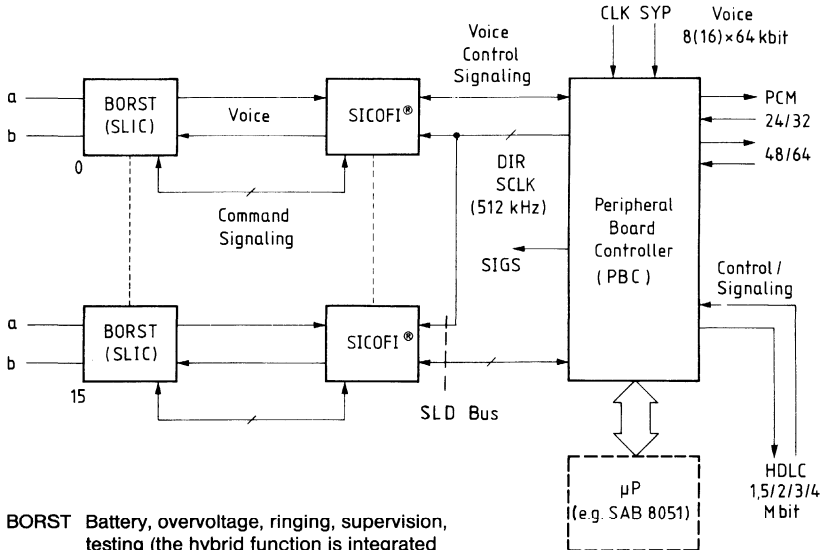 CLK SYP
Voice
8(16)×64 kbit
Voice
Control
Signaling
a
b
BORST
(SLIC)
0
Voice
SICOFI®
PCM
24/32
48/64
DIR
SCLK
(512 kHz)
Command
Signaling
Peripheral
Board
Controller
(PBC)
SIGS
Control/
Signaling
a
b
BORST
(SLIC)
15
SICOFI®
SLD Bus
µP
(e.g. SAB 8051)
HDLC
1,5/2/3/4
Mbit
BORST Battery, overvoltage, ringing, supervision,
testing (the hybrid function is integrated